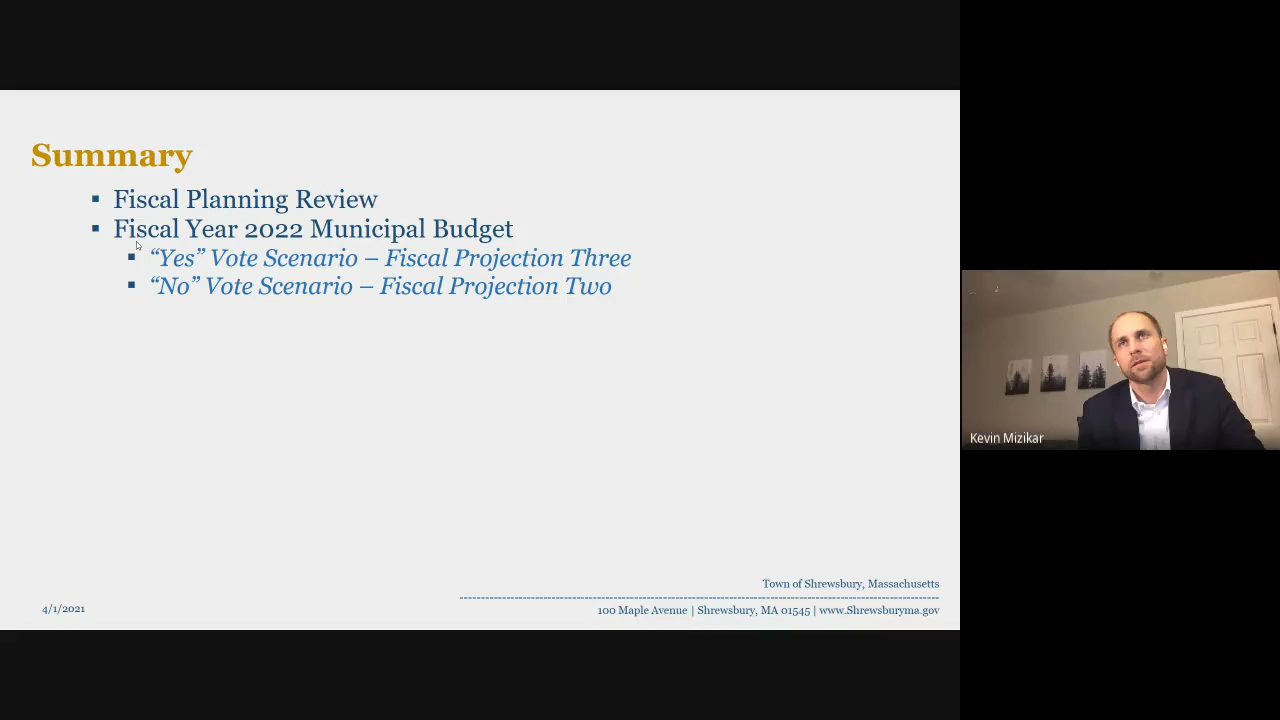 Summary
Fiscal Planning Review
Fiscal Year 2022 Municipal Budget
“Yes” Vote Scenario – Fiscal Projection Three
“No” Vote Scenario – Fiscal Projection Two
Town of Shrewsbury, Massachusetts
4/1/2021
100 Maple Avenue | Shrewsbury, MA 01545 | www.Shrewsburyma.gov
Kevin Mizikar